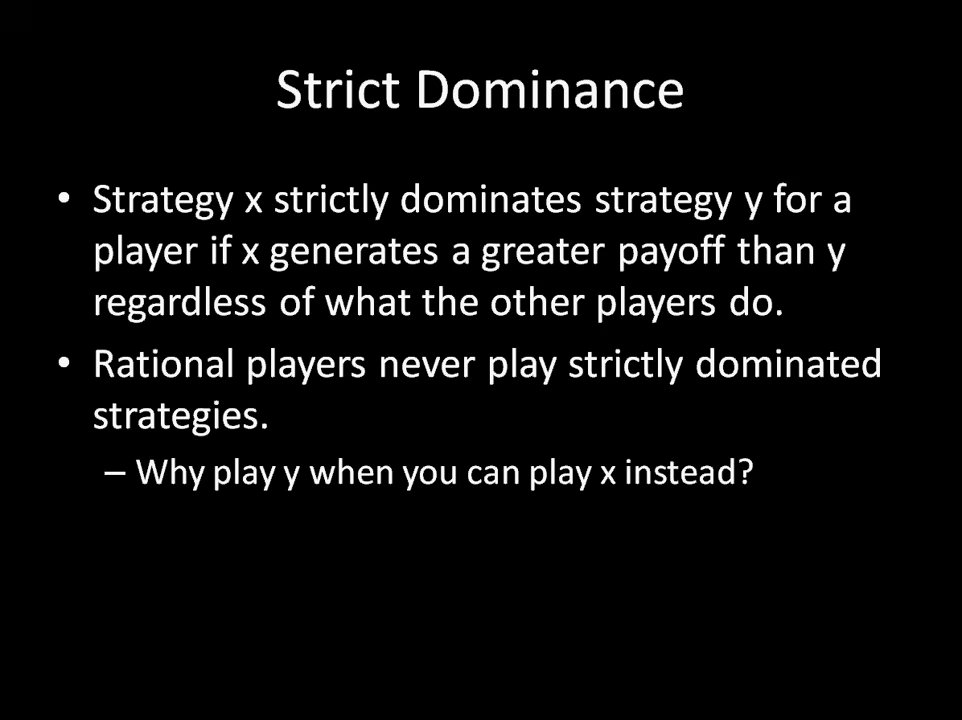 Strict Dominance
• Strategy x strictly dominates strategy y for a
player if x generates a greater payoff than y
regardless of what the other players do.
• Rational players never play strictly dominated
strategies.
– Why play y when you can play x instead?